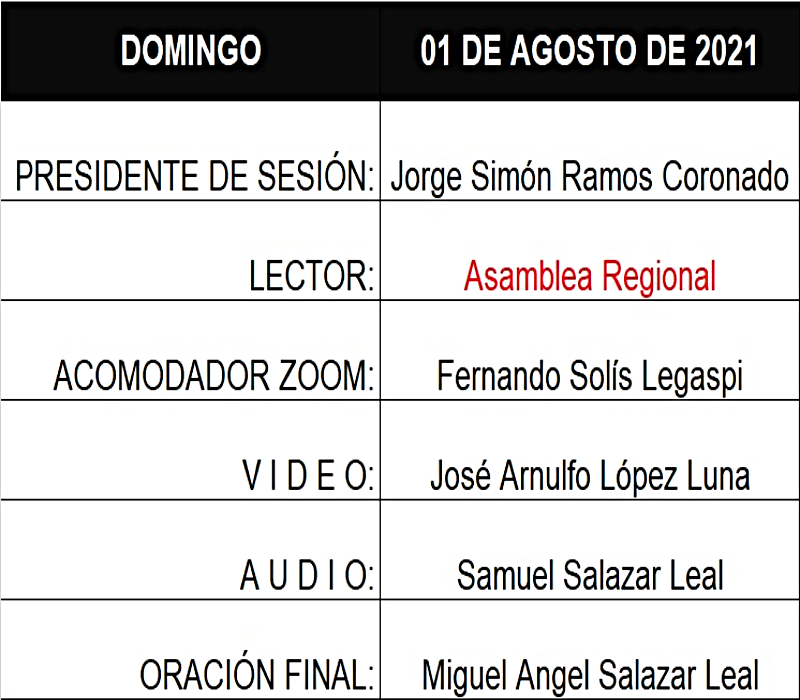 DOMINGO 01 DE AGOSTO DE 2021
PRESIDENTE DE SESIÓN: Jorge Simón Ramos Coronado
LECTOR: Asamblea Regional
ACOMODADOR ZOOM: Fernando Solís Legaspi
V I D E O: José Arnulfo López Luna
A U D I O: Samuel Salazar Leal
ORACIÓN FINAL: Miguel Angel Salazar Leal